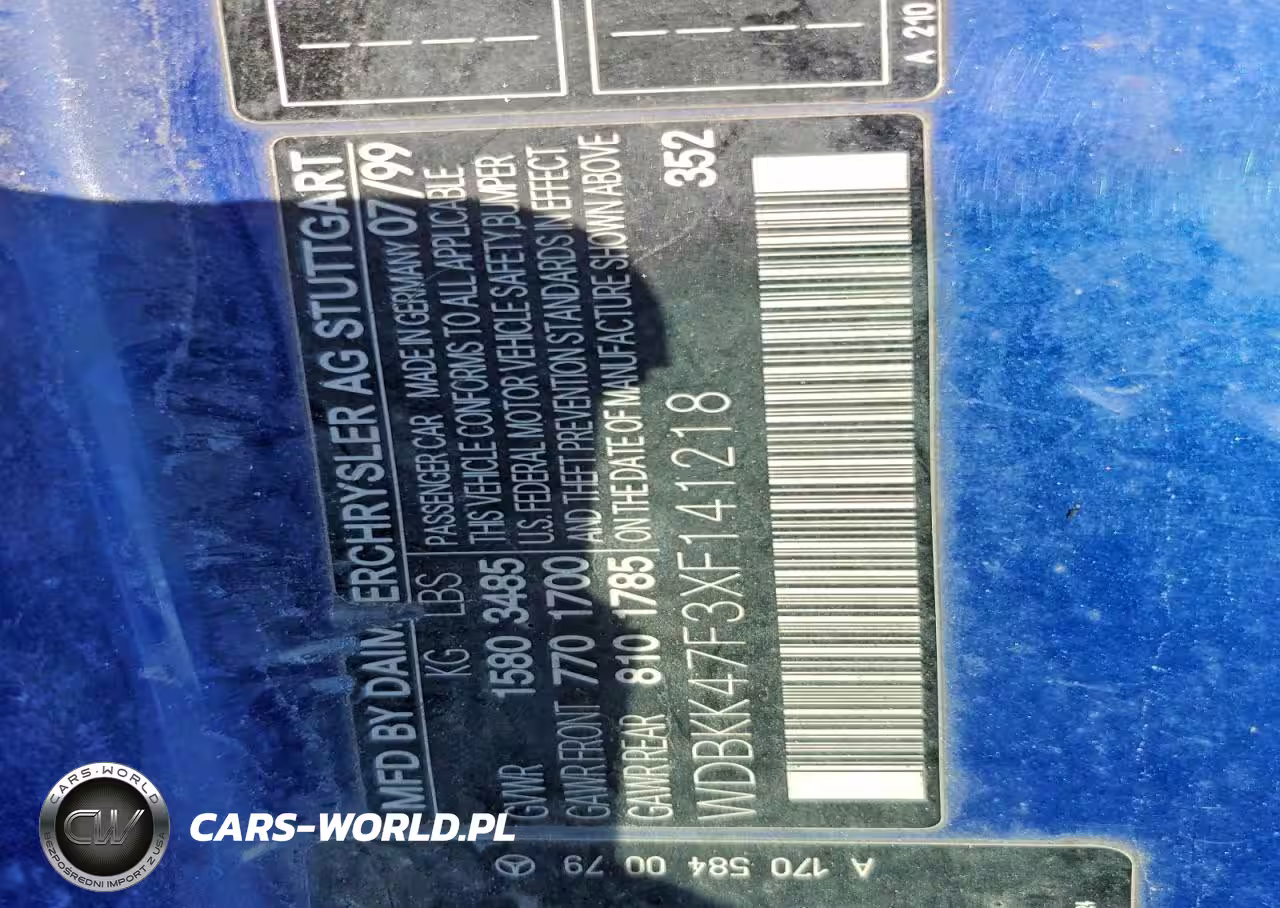 A 210
MFD BY DAIM ERCHRYSLER AG STUTTGART
KG LBS PASSENGER CAR MADE IN GERMANY 07/99
GVWR 1580 3485 THIS VEHICLE CONFORMS TO ALL APPLICABLE
U.S. FEDERAL MOTOR VEHICLE SAFETY, BUMPER
GAWR FRONT 770 1700 AND THEFT PREVENTION STANDARDS IN EFFECT
GAWR REAR 810 1785 ON THE DATE OF MANUFACTURE SHOWN ABOVE
WDBKK47F3XF141218 352
A 170 584 00 79
CARS-WORLD
CW
BEZPOŚREDNI IMPORT Z USA
CARS-WORLD.PL